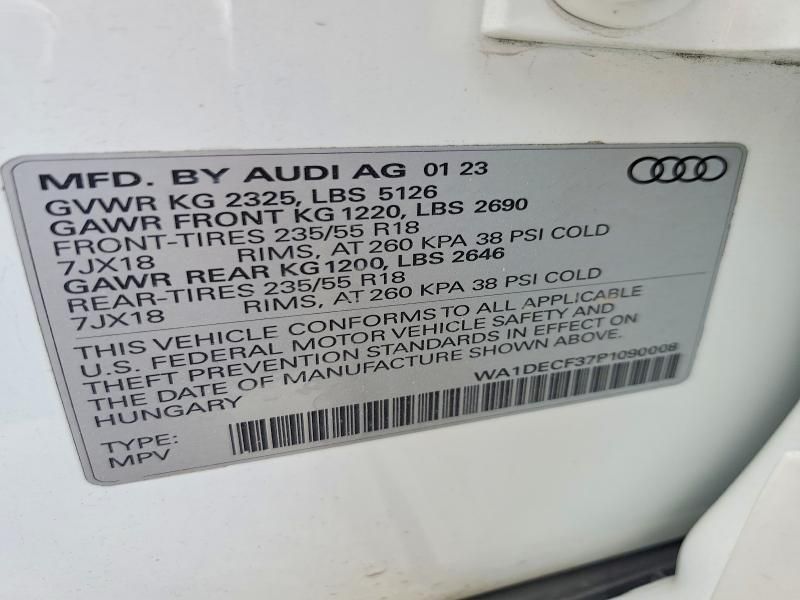 MFD. BY AUDI AG 01 23
GVWR KG 2325, LBS 5126
GAWR FRONT KG 1220, LBS 2690
FRONT-TIRES 235/55 R18
7JX18 RIMS, AT 260 KPA 38 PSI COLD
GAWR REAR KG 1200, LBS 2646
REAR-TIRES 235/55 R18
7JX18 RIMS, AT 260 KPA 38 PSI COLD
THIS VEHICLE CONFORMS TO ALL APPLICABLE
U.S. FEDERAL MOTOR VEHICLE SAFETY AND
THEFT PREVENTION STANDARDS IN EFFECT ON
THE DATE OF MANUFACTURE SHOWN ABOVE.
HUNGARY WA1DECF37P1090008
TYPE:
MPV